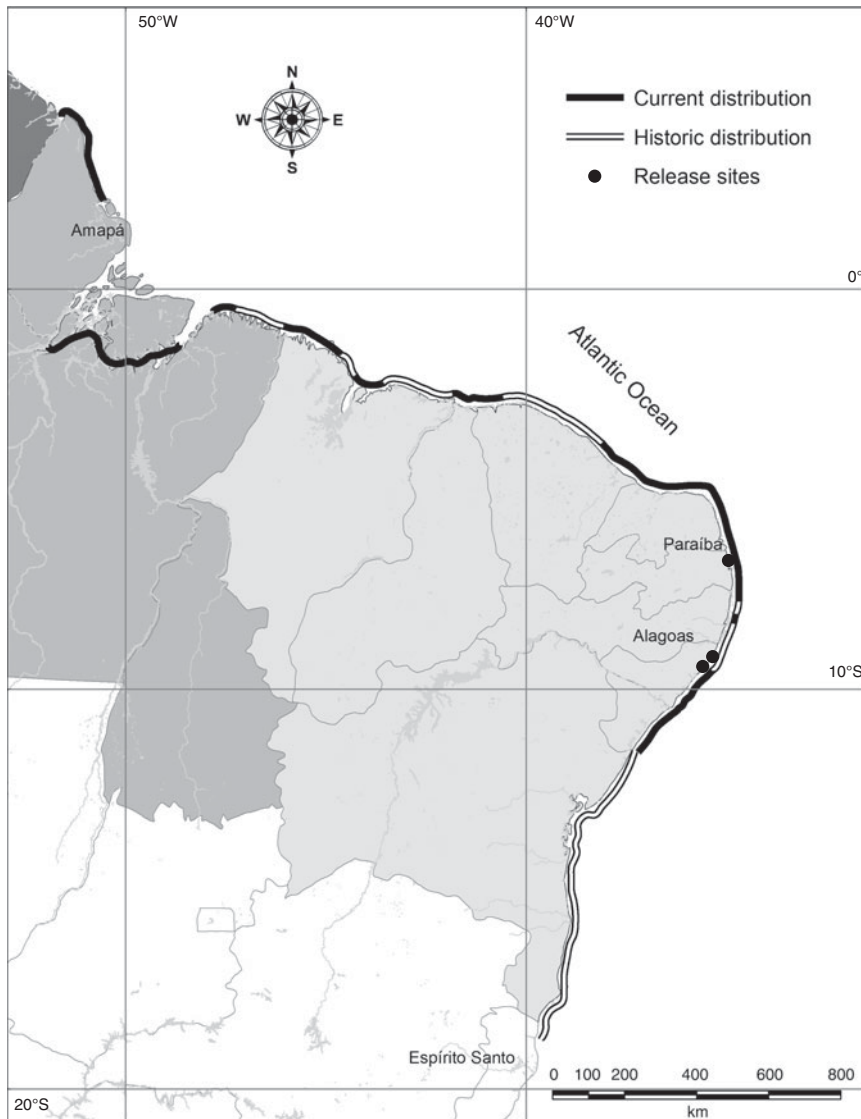 50°W
40°W
N
W
E
S
Current distribution
Historic distribution
Release sites
Amapá
0°
Atlantic Ocean
Paraíba
Alagoas
10°S
Espírito Santo
0 100 200 400 600 800
km
20°S